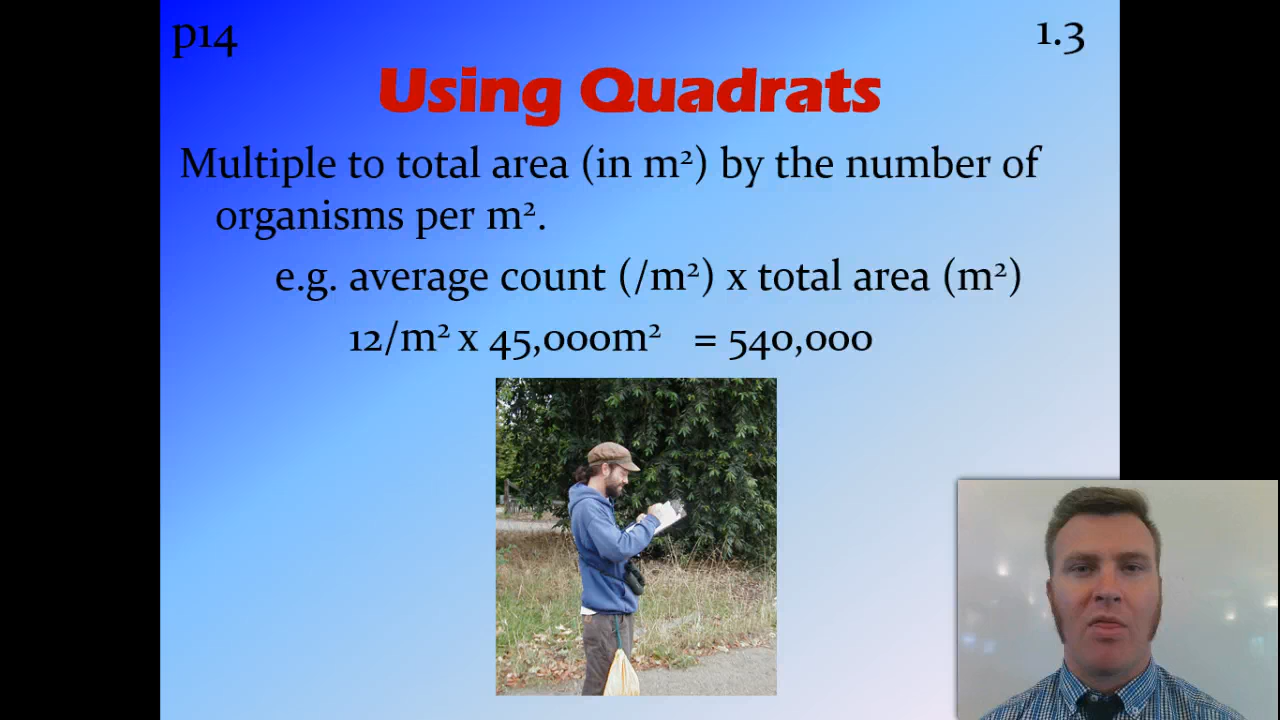 p14
1.3
Using Quadrats
Multiple to total area (in m²) by the number of
organisms per m².
e.g. average count (/m²) x total area (m²)
12/m² x 45,000m² = 540,000